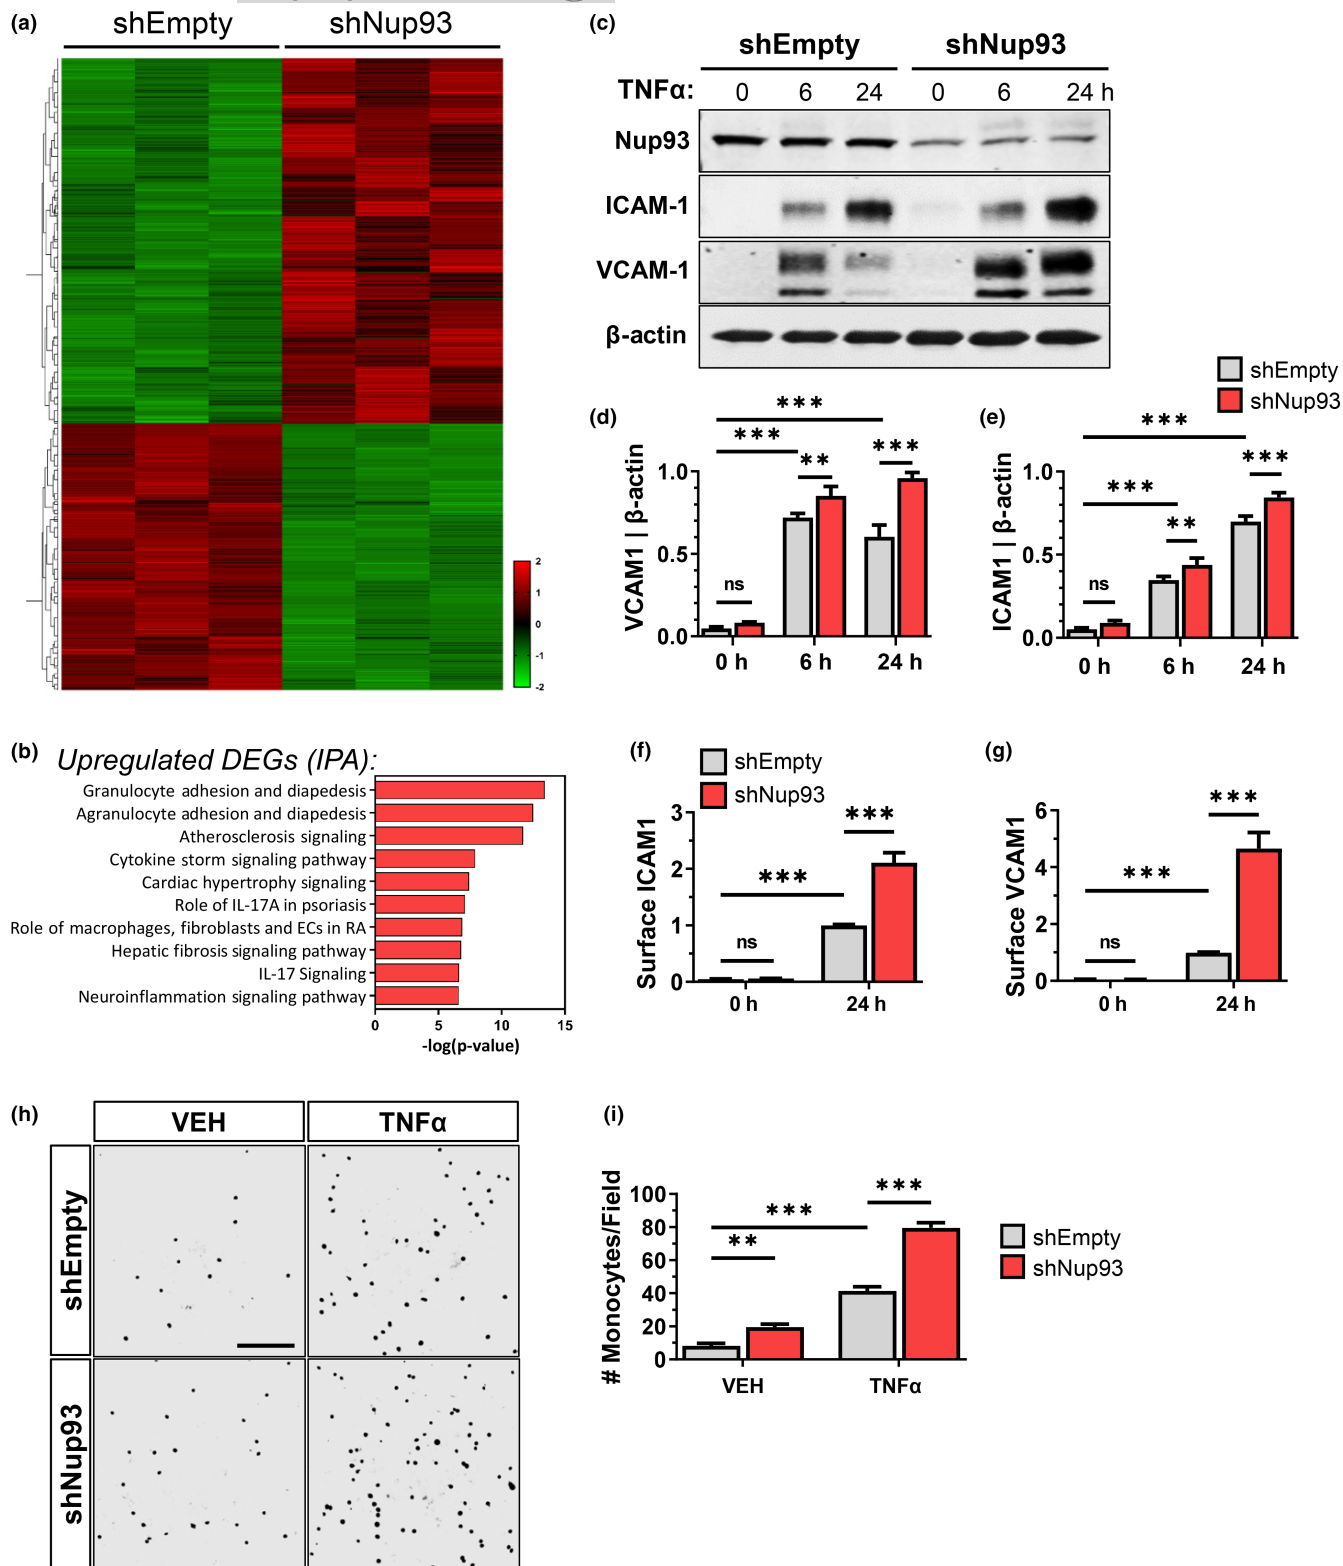 (a)
shEmpty shNup93
2
1
0
-1
-2
(b) Upregulated DEGs (IPA):
Granulocyte adhesion and diapedesis
Agranulocyte adhesion and diapedesis
Atherosclerosis signaling
Cytokine storm signaling pathway
Cardiac hypertrophy signaling
Role of IL-17A in psoriasis
Role of macrophages, fibroblasts and ECs in RA
Hepatic fibrosis signaling pathway
IL-17 Signaling
Neuroinflammation signaling pathway
0 5 10 15
-log(p-value)
(c)
shEmpty shNup93
TNFα: 0 6 24 0 6 24 h
Nup93
ICAM-1
VCAM-1
β-actin
shEmpty
shNup93
(d)
VCAM1 | β-actin
1.0
0.5
0.0
ns
***
**
***
***
0 h 6 h 24 h
(e)
ICAM1 | β-actin
1.0
0.5
0.0
ns
***
**
***
***
0 h 6 h 24 h
(f)
shEmpty
shNup93
Surface ICAM1
3
2
1
0
ns
***
***
0 h 24 h
(g)
Surface VCAM1
6
4
2
0
ns
***
***
0 h 24 h
(h)
VEH TNFα
shEmpty
shNup93
(i)
# Monocytes/Field
100
80
60
40
20
0
**
***
***
VEH TNFα
shEmpty
shNup93